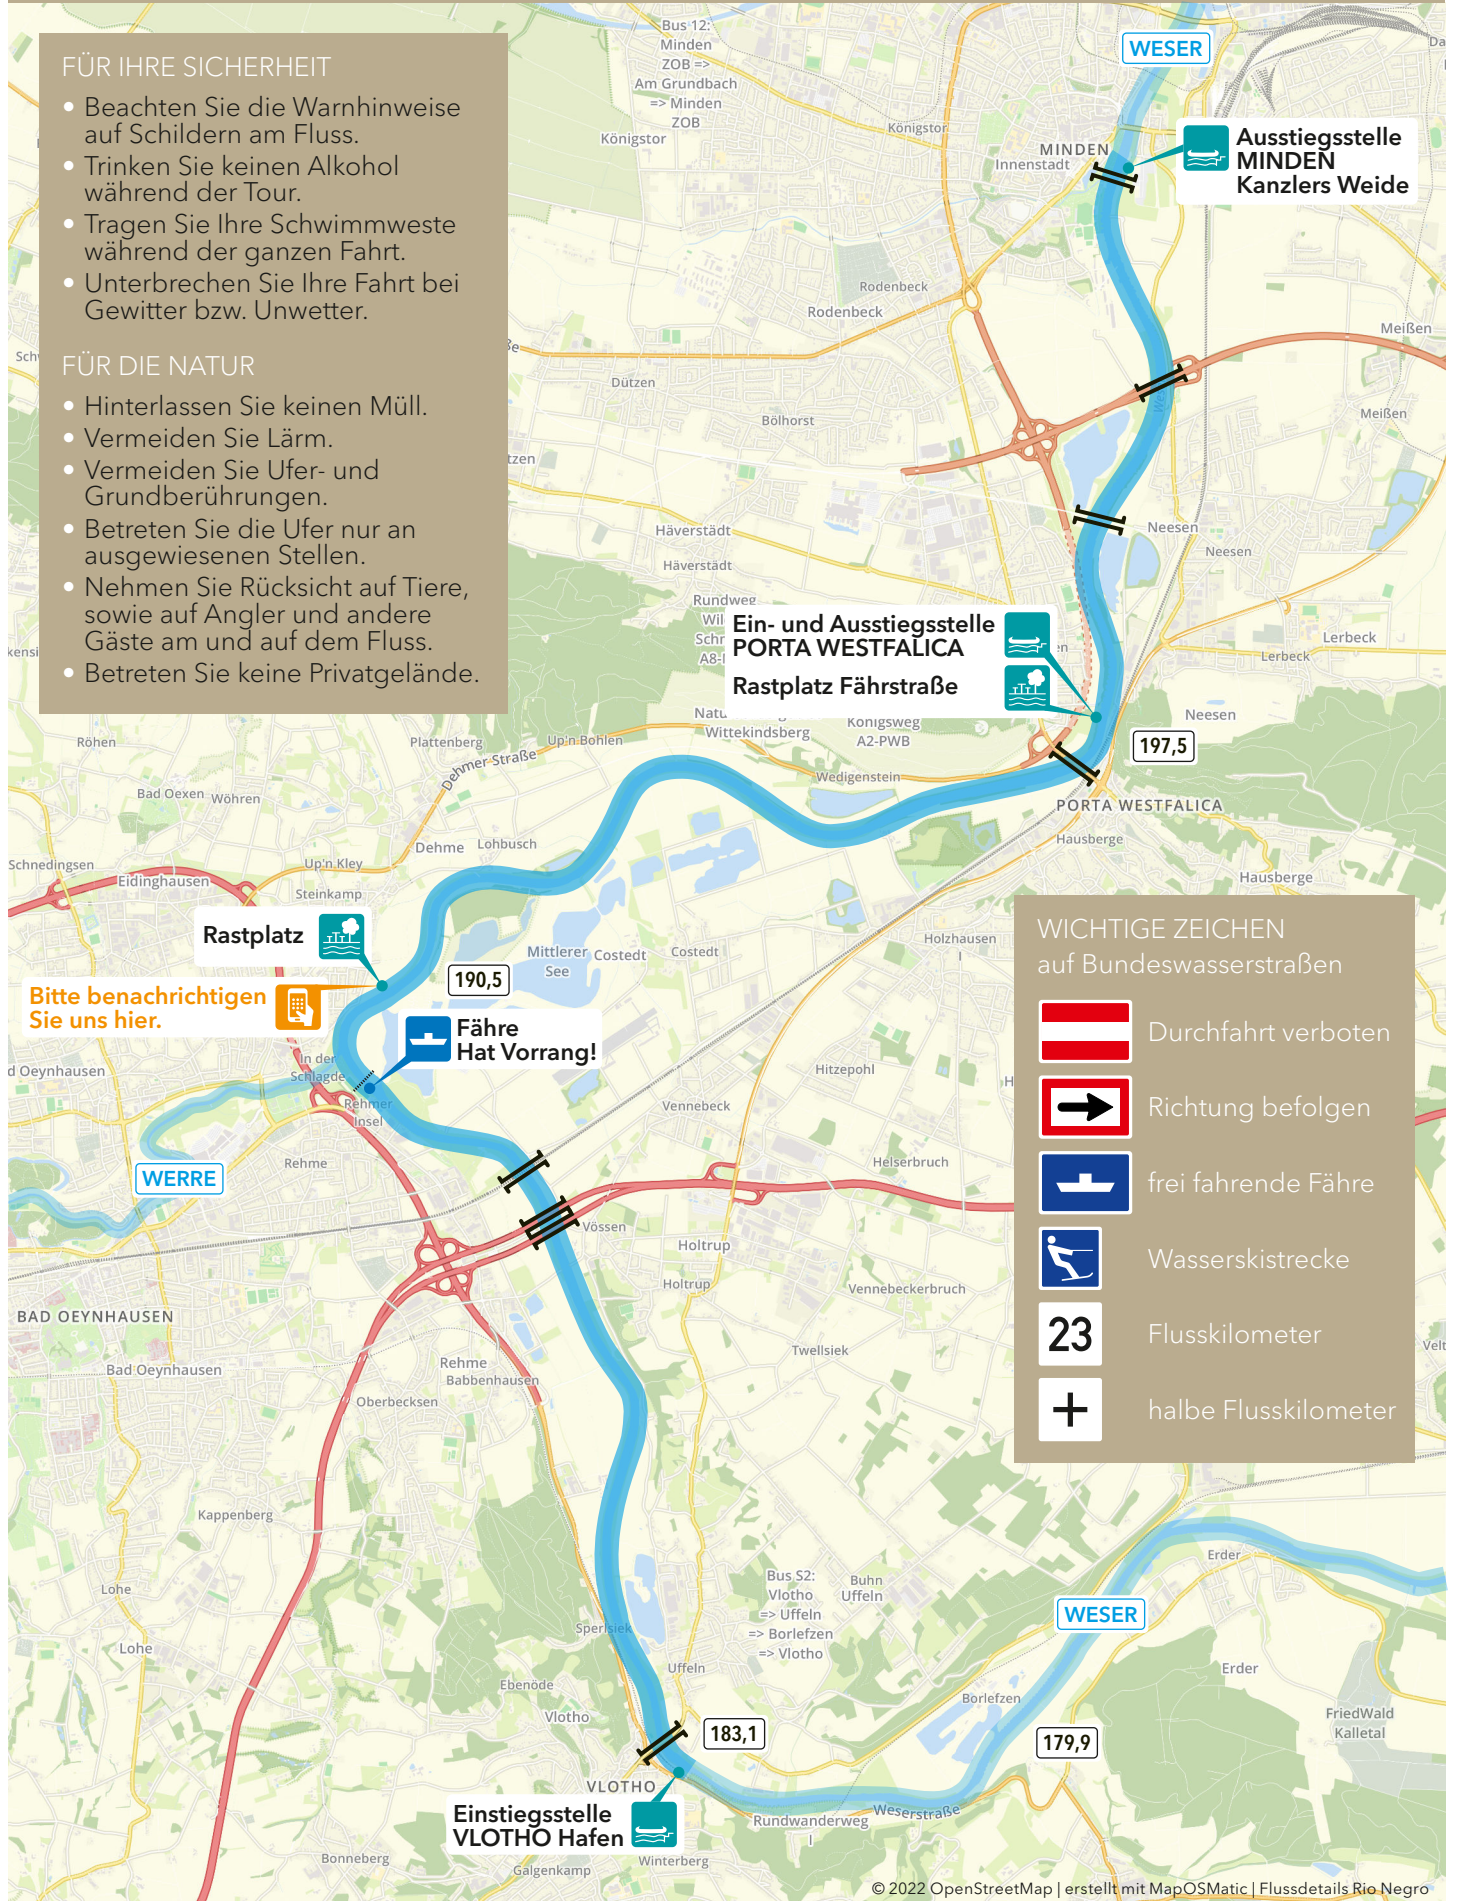 FÜR IHRE SICHERHEIT
• Beachten Sie die Warnhinweise
auf Schildern am Fluss.
• Trinken Sie keinen Alkohol
während der Tour.
• Tragen Sie Ihre Schwimmweste
während der ganzen Fahrt.
• Unterbrechen Sie Ihre Fahrt bei
Gewitter bzw. Unwetter.
FÜR DIE NATUR
• Hinterlassen Sie keinen Müll.
• Vermeiden Sie Lärm.
• Vermeiden Sie Ufer- und
Grundberührungen.
• Betreten Sie die Ufer nur an
ausgewiesenen Stellen.
• Nehmen Sie Rücksicht auf Tiere,
sowie auf Angler und andere
Gäste am und auf dem Fluss.
• Betreten Sie keine Privatgelände.
Bus 12:
Minden
ZOB =>
Am Grundbach
=> Minden
ZOB
Königstor
Königstor
WESER
MINDEN
Innenstadt
Ausstiegsstelle
MINDEN
Kanzlers Weide
Rodenbeck
Rodenbeck
Meißen
Dützen
Bölhorst
Meißen
Häverstädt
Neesen
Neesen
Häverstädt
Rundweg
Ein- und Ausstiegsstelle
PORTA WESTFALICA
Rastplatz Fährstraße
Lerbeck
Lerbeck
Neesen
Wittekindsberg
Königsweg
A2-PWB
197,5
Röhen
Plattenberg
Up'n Bohlen
Dehmer Straße
Wedigenstein
Bad Oexen
Wöhren
PORTA WESTFALICA
Hausberge
Dehme
Lohbusch
Schnedingsen
Up'n Kley
Eidinghausen
Steinkamp
Hausberge
Rastplatz
Mittlerer
See
Costedt
Costedt
Holzhausen
I
190,5
Bitte benachrichtigen
Sie uns hier.
Fähre
Hat Vorrang!
In der
Schlagde
Rehmer
Insel
Hitzepohl
Vennebeck
WERRE
Rehme
Helserbruch
Vössen
Holtrup
Holtrup
Vennebeckerbruch
BAD OEYNHAUSEN
Bad Oeynhausen
Rehme
Babbenhausen
Oberbecksen
Twellsiek
WICHTIGE ZEICHEN
auf Bundeswasserstraßen
Durchfahrt verboten
Richtung befolgen
frei fahrende Fähre
Wasserskistrecke
23
Flusskilometer
+
halbe Flusskilometer
Kappenberg
Erder
Lohe
Bus S2:
Vlotho
=> Uffeln
=> Borlefzen
=> Vlotho
Buhn
Uffeln
WESER
Lohe
Sperlsiek
Uffeln
Erder
Ebenöde
Vlotho
Borlefzen
FriedWald
Kalletal
183,1
179,9
VLOTHO
Einstiegsstelle
VLOTHO Hafen
Rundwanderweg
I
Weserstraße
Bonneberg
Galgenkamp
Winterberg
© 2022 OpenStreetMap | erstellt mit MapOSMatic | Flussdetails Rio Negro